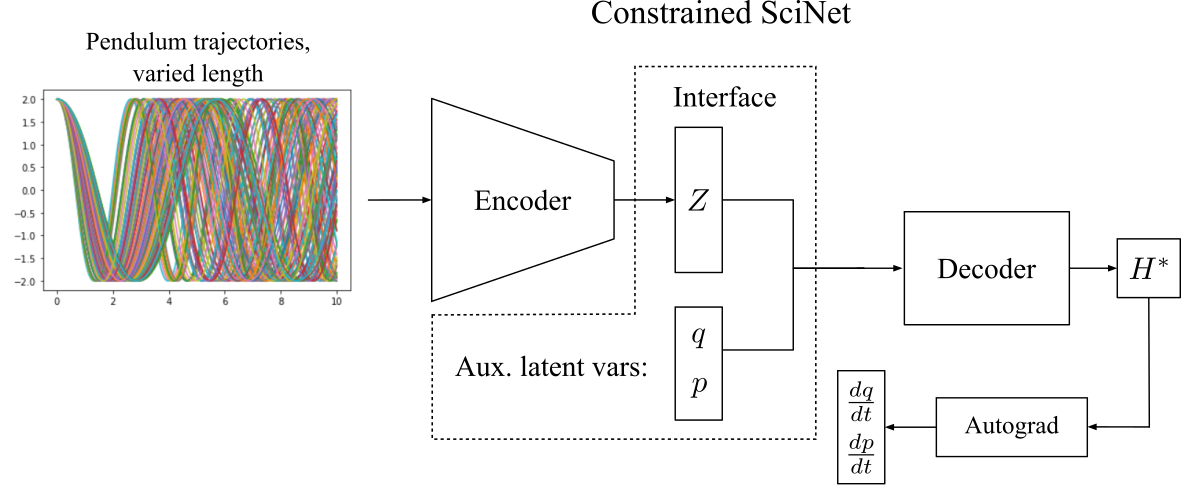 Constrained SciNet
Pendulum trajectories,
varied length
2.0
1.5
1.0
0.5
0.0
−0.5
−1.0
−1.5
−2.0
0 2 4 6 8 10
Encoder
Interface
Z
Aux. latent vars:
q
p
Decoder
H*
Autograd
dq
dt
dp
dt